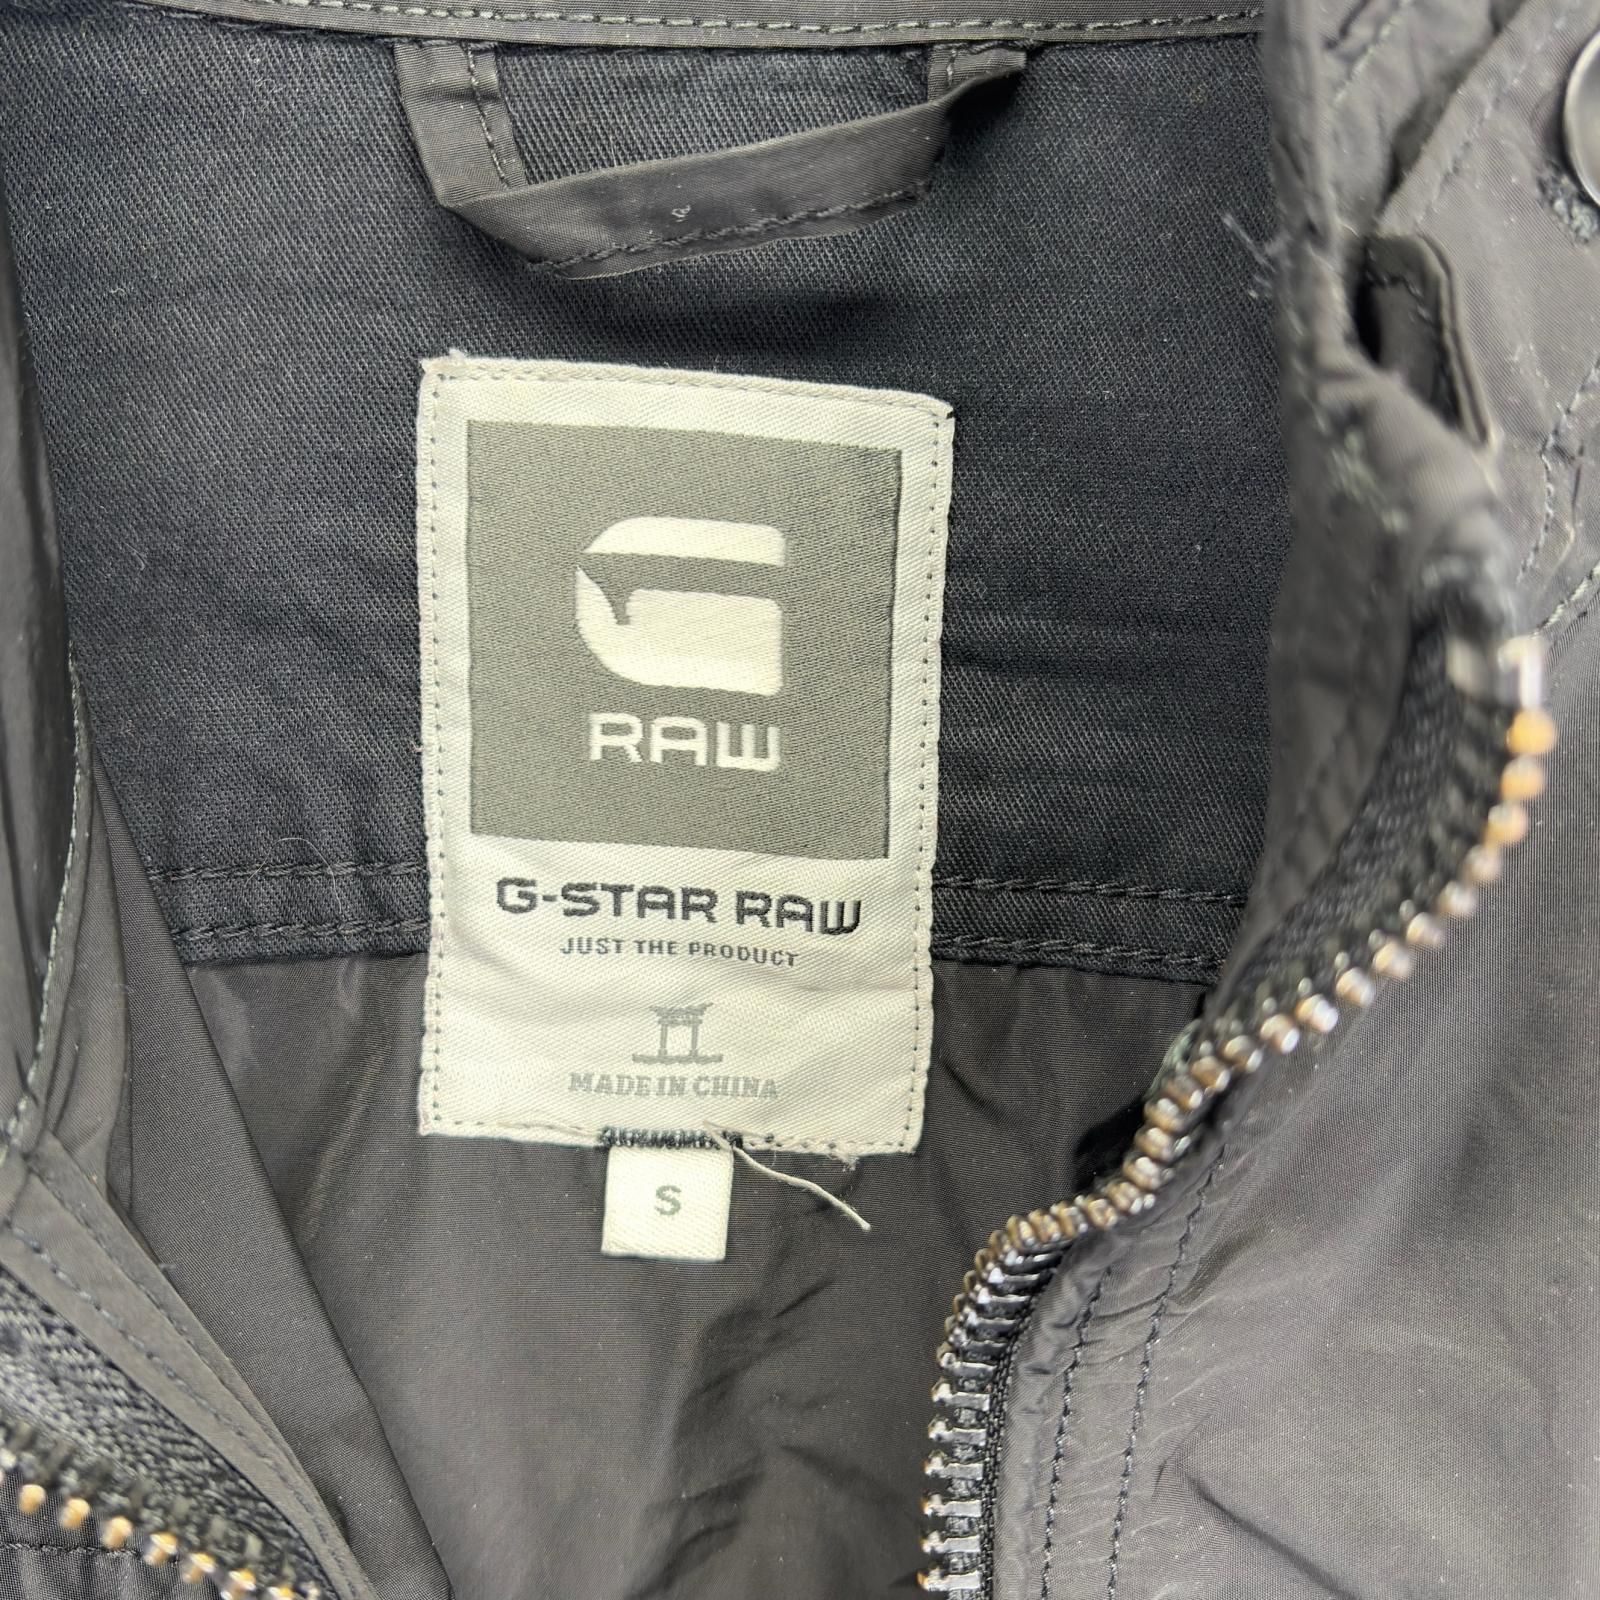 RAW
G-STAR RAW
JUST THE PRODUCT
MADE IN CHINA
S